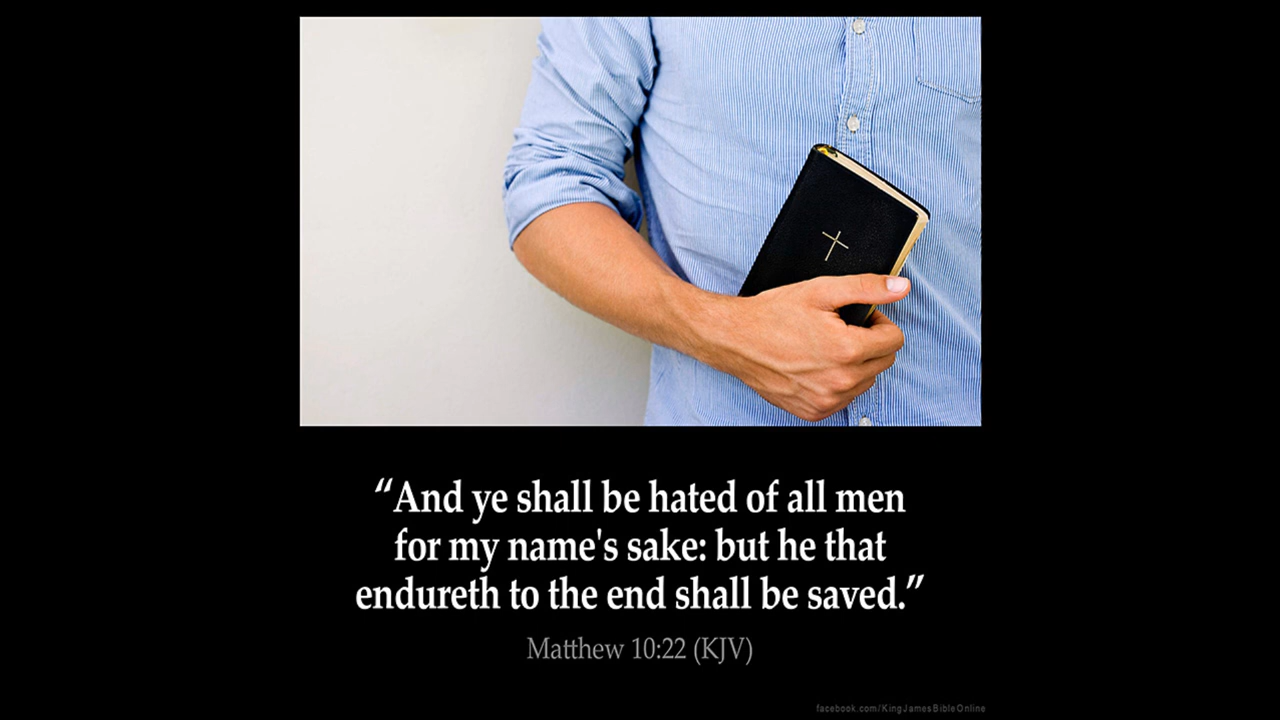 “And ye shall be hated of all men
for my name's sake: but he that
endureth to the end shall be saved.”
Matthew 10:22 (KJV)
facebook.com/KingJamesBibleOnline